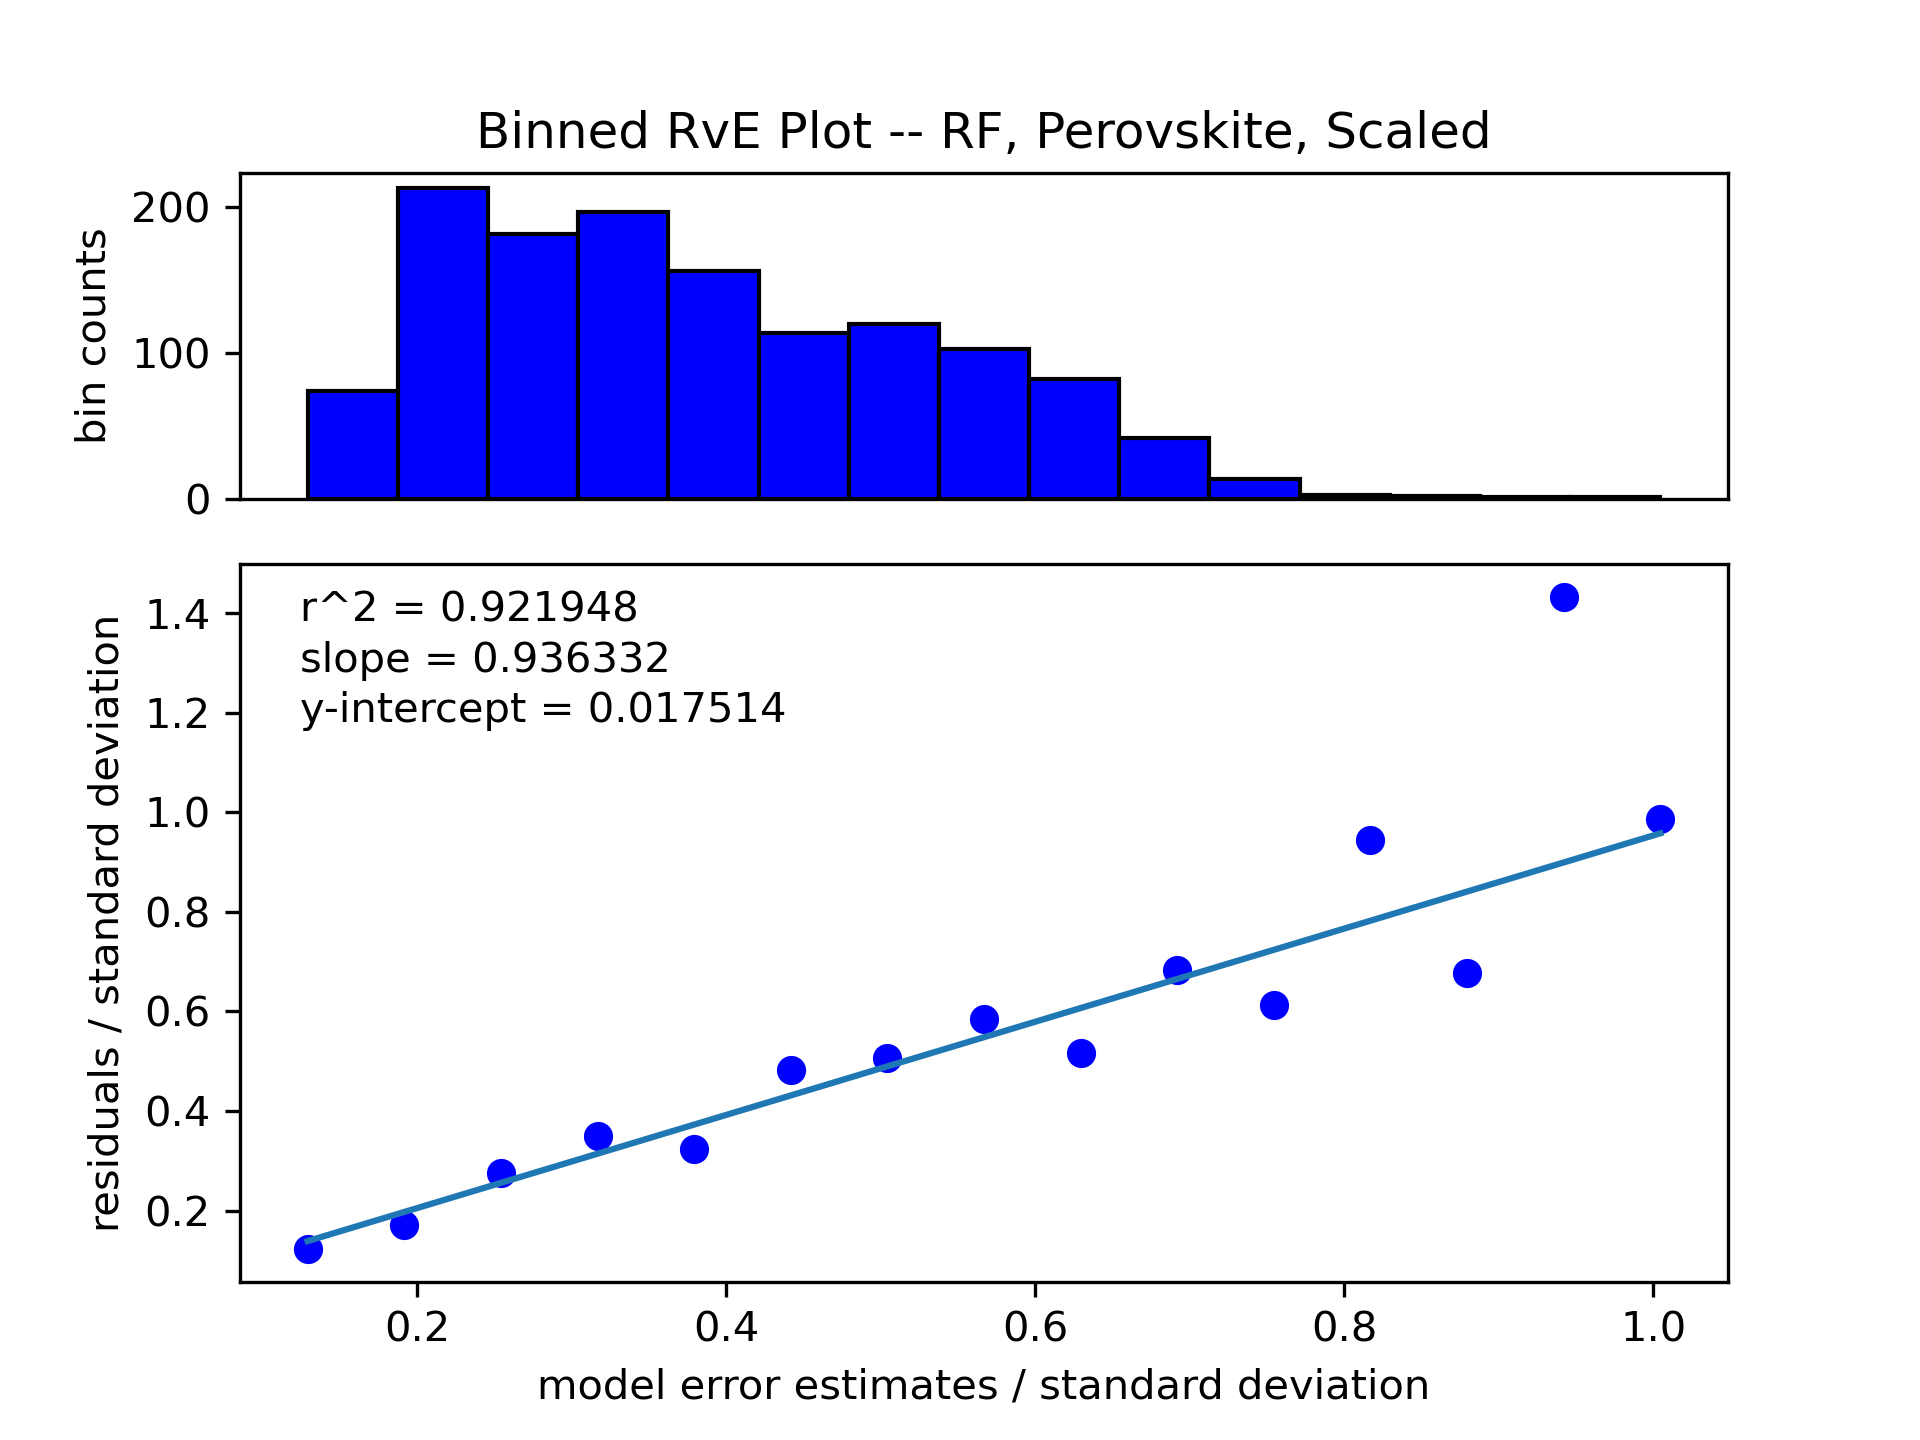 Binned RvE Plot -- RF, Perovskite, Scaled
bin counts
200
100
0
r^2 = 0.921948
slope = 0.936332
y-intercept = 0.017514
residuals / standard deviation
1.4
1.2
1.0
0.8
0.6
0.4
0.2
0.2 0.4 0.6 0.8 1.0
model error estimates / standard deviation